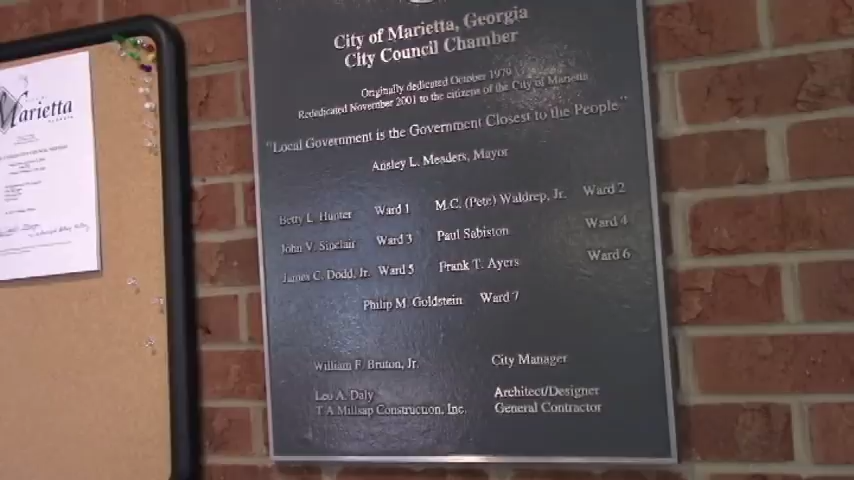 Marietta
City of Marietta, Georgia
City Council Chamber
Originally dedicated October 1979
Rededicated November 2001 to the citizens of the City of Marietta
"Local Government is the Government Closest to the People"
Ansley L. Meaders, Mayor
Betty L. Hunter Ward 1 M.C. (Pete) Waldrep, Jr. Ward 2
John V. Sinclair Ward 3 Paul Sabiston Ward 4
James C. Dodd, Jr. Ward 5 Frank T. Ayers Ward 6
Philip M. Goldstein Ward 7
William F. Bruton, Jr. City Manager
Leo A. Daly Architect/Designer
T A Millsap Construction, Inc. General Contractor